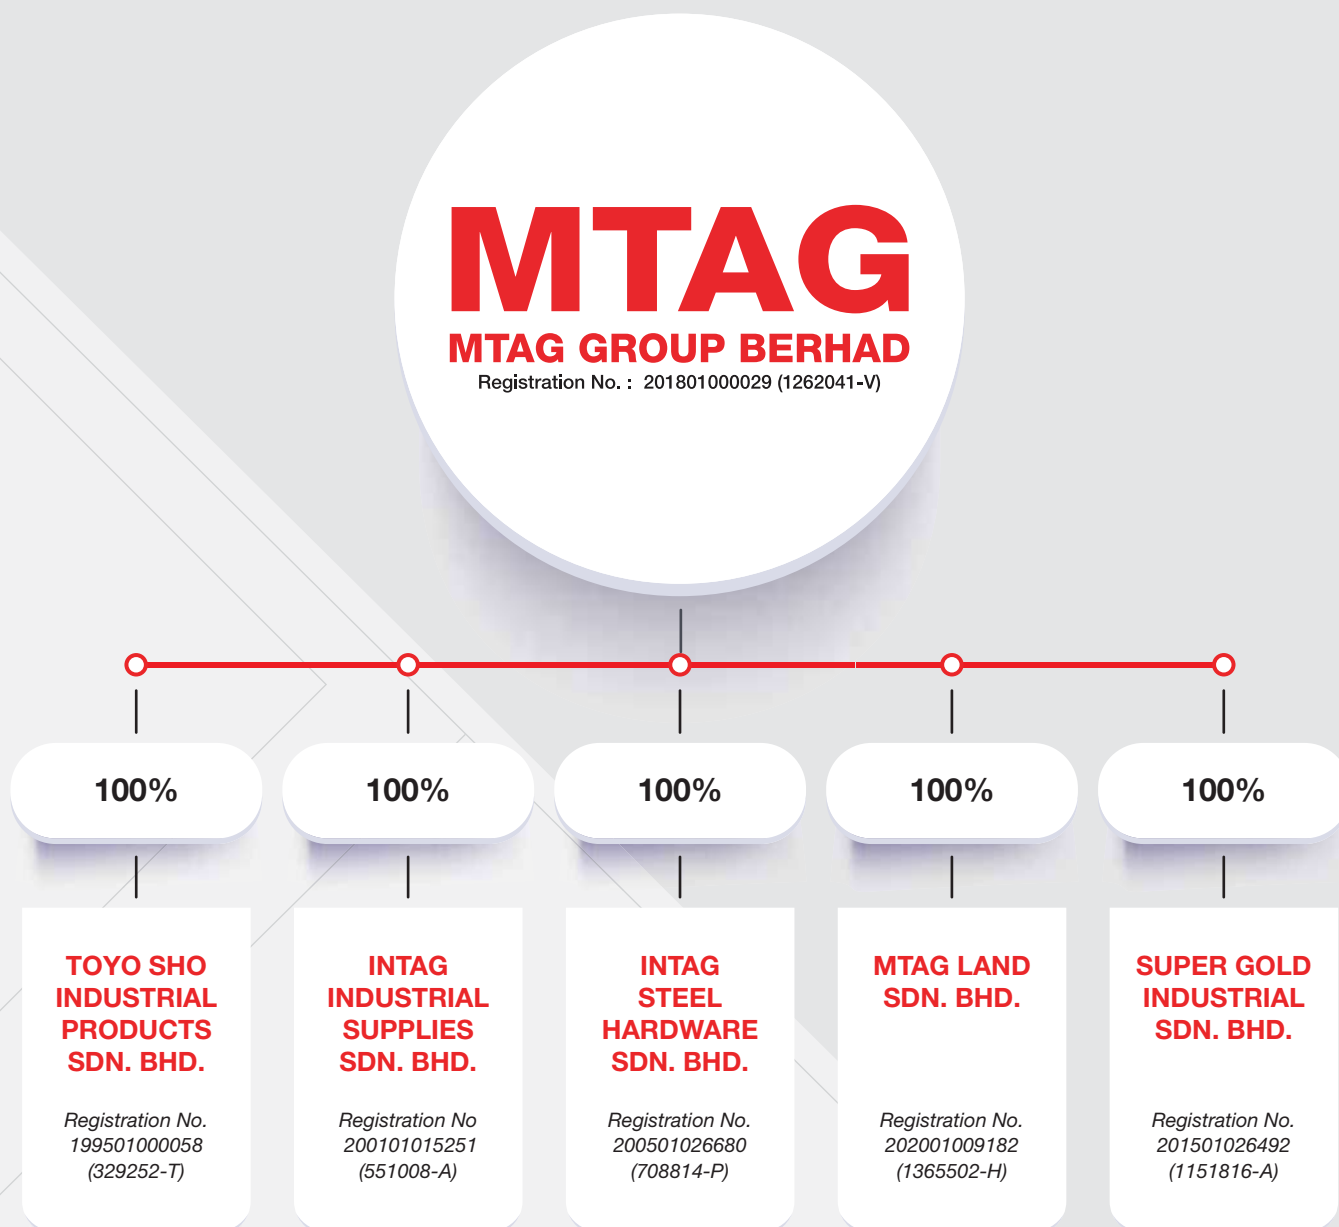 MTAG
MTAG GROUP BERHAD
Registration No. : 201801000029 (1262041-V)
100%
100%
100%
100%
100%
TOYO SHO
INDUSTRIAL
PRODUCTS
SDN. BHD.
Registration No.
199501000058
(329252-T)
INTAG
INDUSTRIAL
SUPPLIES
SDN. BHD.
Registration No
200101015251
(551008-A)
INTAG
STEEL
HARDWARE
SDN. BHD.
Registration No.
200501026680
(708814-P)
MTAG LAND
SDN. BHD.
Registration No.
202001009182
(1365502-H)
SUPER GOLD
INDUSTRIAL
SDN. BHD.
Registration No.
201501026492
(1151816-A)